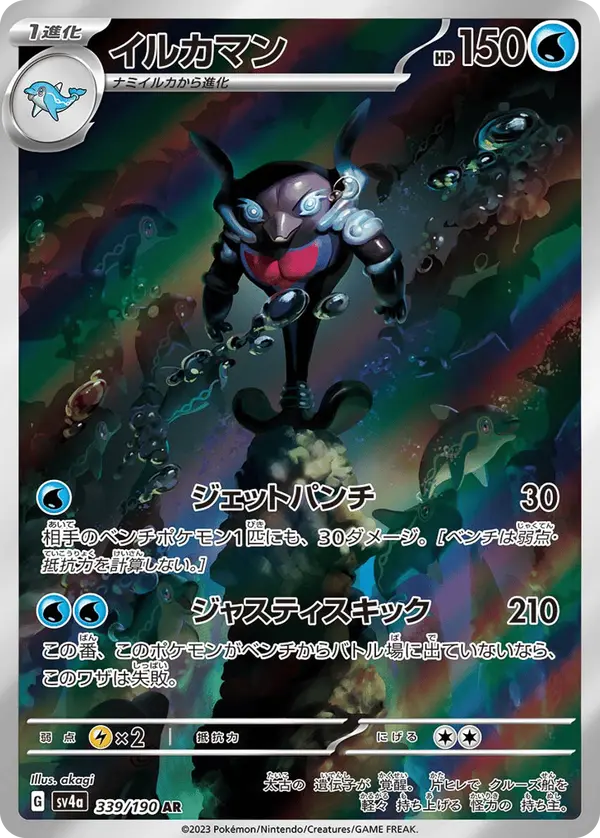 1進化
イルカマン
HP 150
ナミイルカから進化
ジェットパンチ 30
相手のベンチポケモン1匹にも、30ダメージ。[ベンチは弱点・
抵抗力を計算しない。]
ジャスティスキック 210
この番、このポケモンがベンチからバトル場に出ていないなら、
このワザは失敗。
弱点 ×2 抵抗力 にげる
Illus. akagi
G sv4a 339/190 AR
太古の 遺伝子が 覚醒。 片ヒレで クルーズ船を
軽々 持ち上げる 怪力の 持ち主。
©2023 Pokémon/Nintendo/Creatures/GAME FREAK.